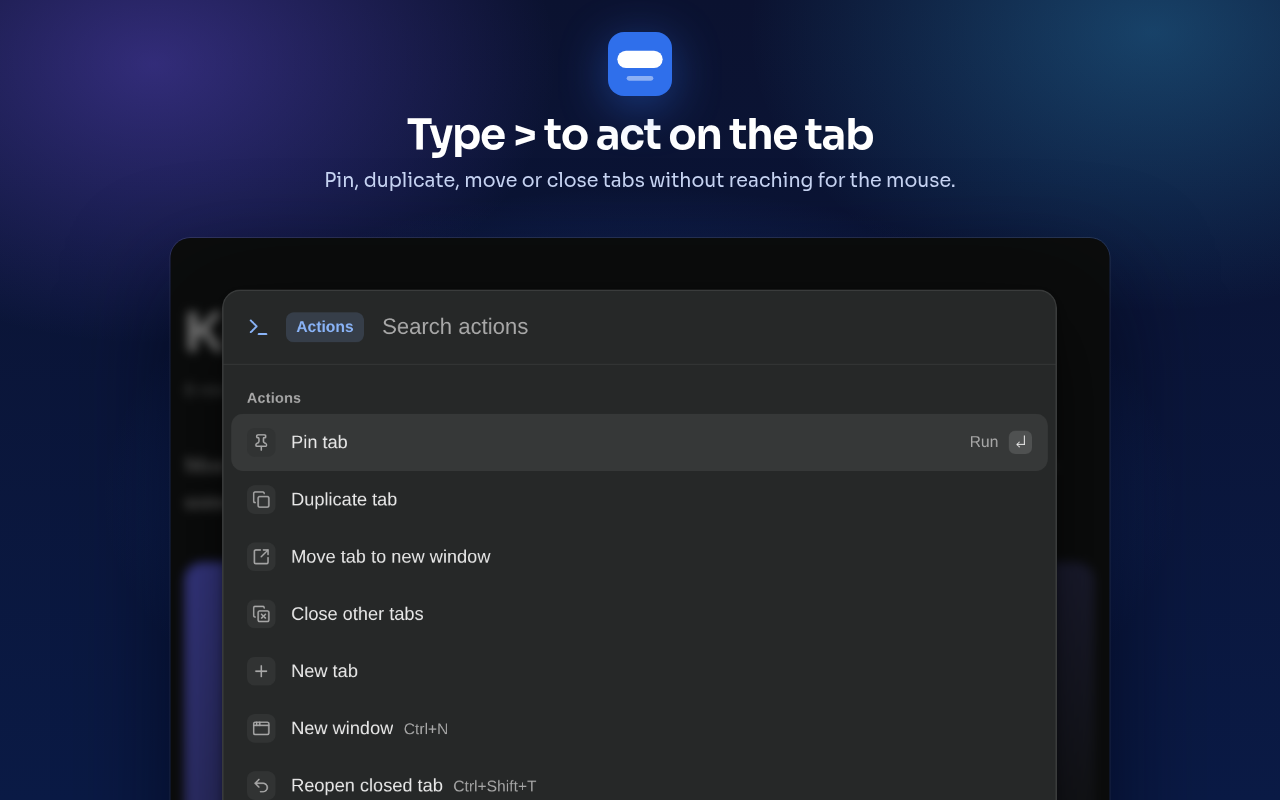 Type > to act on the tab
Pin, duplicate, move or close tabs without reaching for the mouse.
Actions Search actions
Actions
Pin tab Run
Duplicate tab
Move tab to new window
Close other tabs
New tab
New window Ctrl+N
Reopen closed tab Ctrl+Shift+T